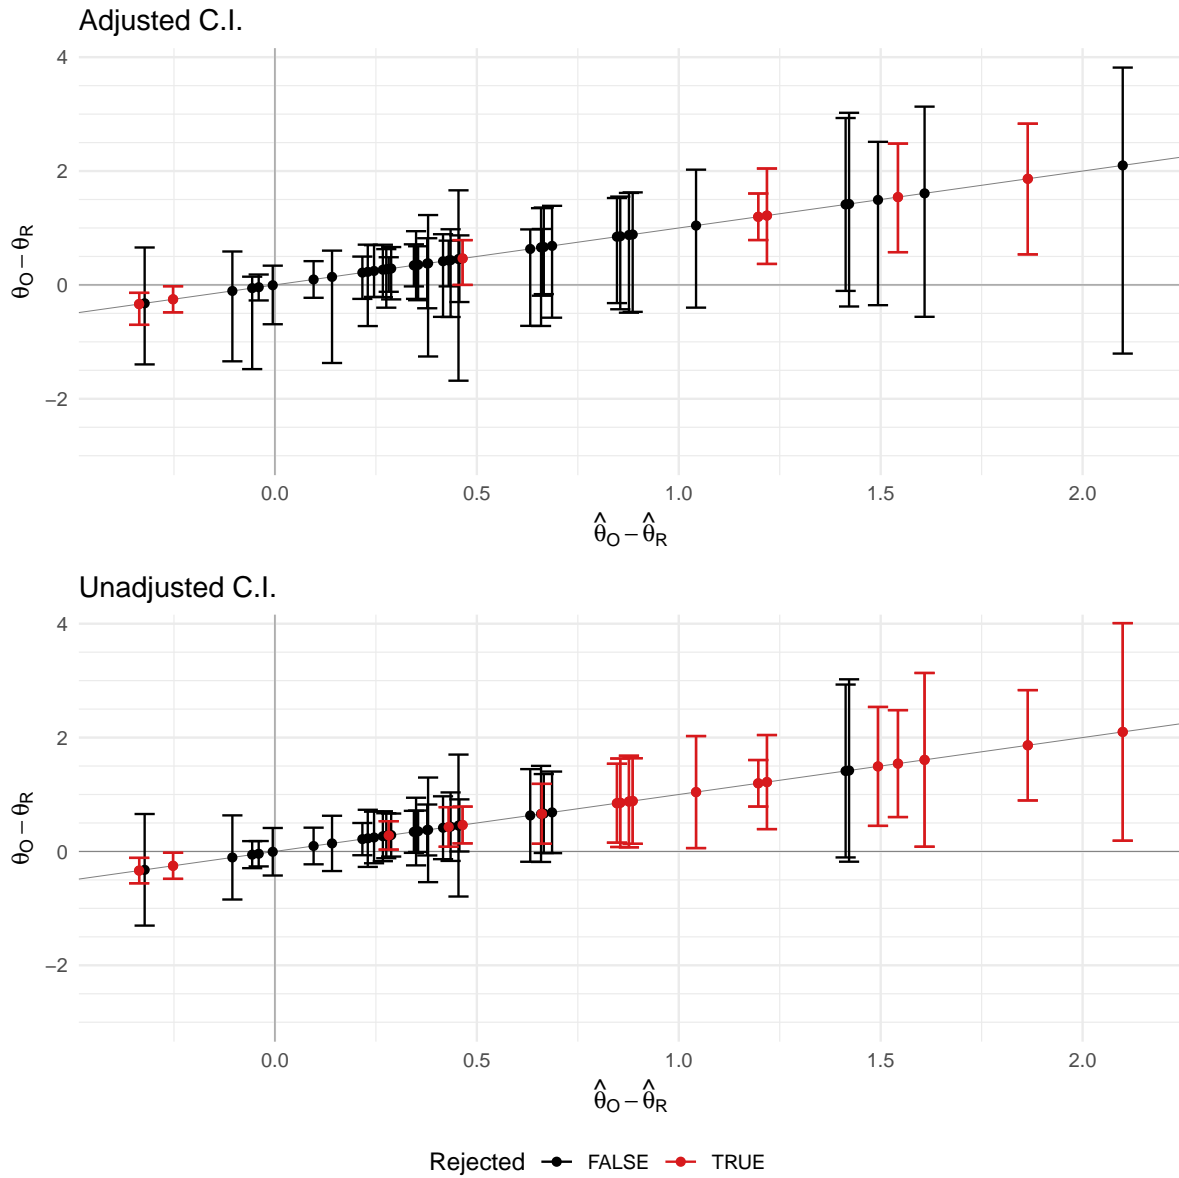 Adjusted C.I.
4
2
0
−2
θO − θR
0.0 0.5 1.0 1.5 2.0
θ̂O − θ̂R
Unadjusted C.I.
4
2
0
−2
θO − θR
0.0 0.5 1.0 1.5 2.0
θ̂O − θ̂R
Rejected FALSE TRUE